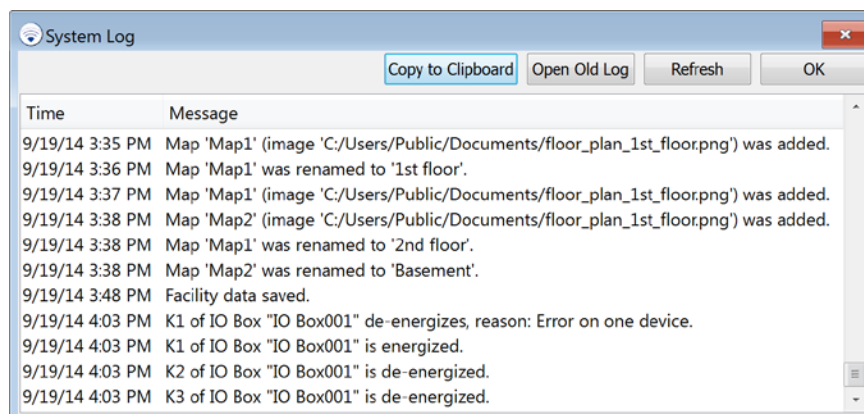 System Log
Copy to Clipboard Open Old Log Refresh OK
Time Message
9/19/14 3:35 PM Map 'Map1' (image 'C:/Users/Public/Documents/floor_plan_1st_floor.png') was added.
9/19/14 3:36 PM Map 'Map1' was renamed to '1st floor'.
9/19/14 3:37 PM Map 'Map1' (image 'C:/Users/Public/Documents/floor_plan_1st_floor.png') was added.
9/19/14 3:38 PM Map 'Map2' (image 'C:/Users/Public/Documents/floor_plan_1st_floor.png') was added.
9/19/14 3:38 PM Map 'Map1' was renamed to '2nd floor'.
9/19/14 3:38 PM Map 'Map2' was renamed to 'Basement'.
9/19/14 3:48 PM Facility data saved.
9/19/14 4:03 PM K1 of IO Box "IO Box001" de-energizes, reason: Error on one device.
9/19/14 4:03 PM K1 of IO Box "IO Box001" is energized.
9/19/14 4:03 PM K2 of IO Box "IO Box001" is de-energized.
9/19/14 4:03 PM K3 of IO Box "IO Box001" is de-energized.